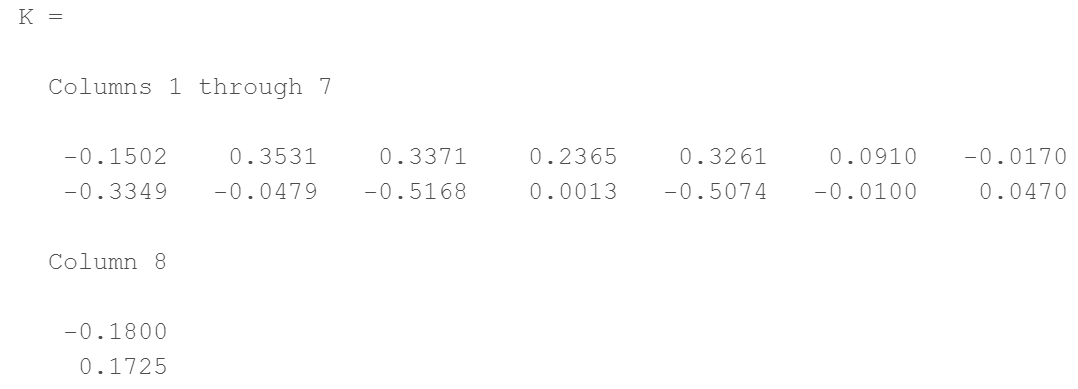 K =
Columns 1 through 7
-0.1502 0.3531 0.3371 0.2365 0.3261 0.0910 -0.0170
-0.3349 -0.0479 -0.5168 0.0013 -0.5074 -0.0100 0.0470
Column 8
-0.1800
0.1725